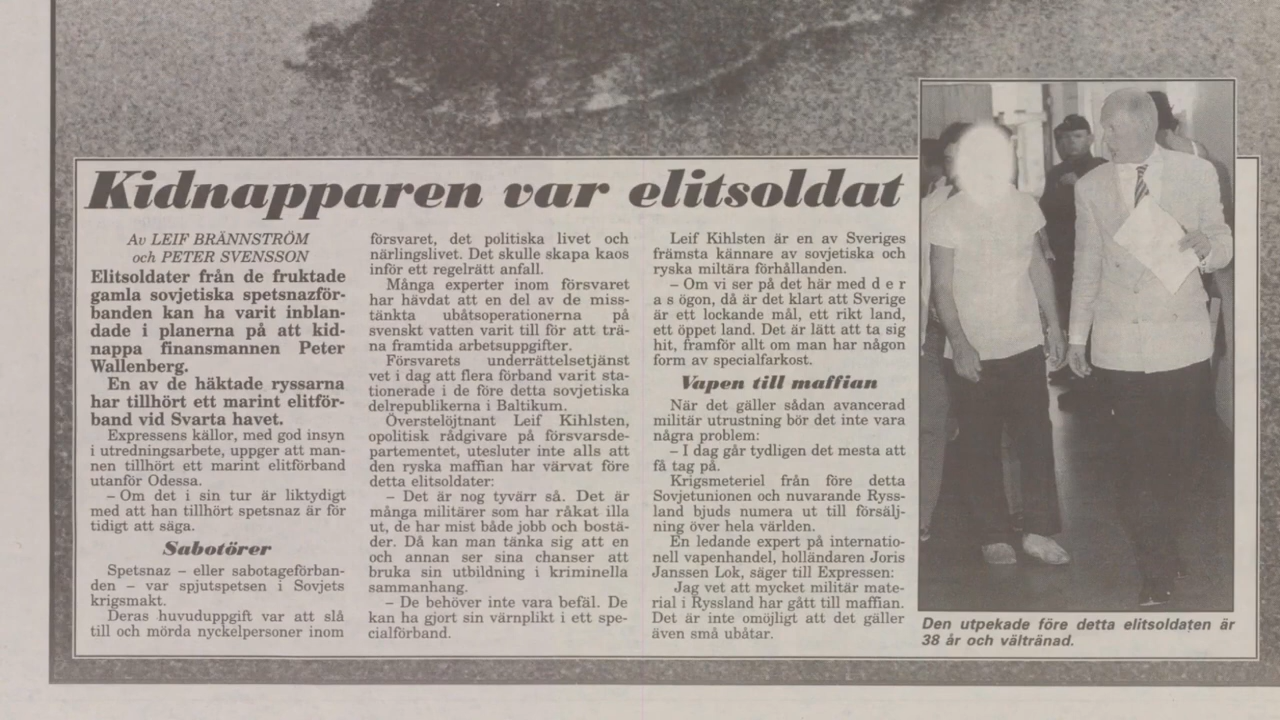 Kidnapparen var elitsoldat
Av LEIF BRÄNNSTRÖM
och PETER SVENSSON
Elitsoldater från de fruktade
gamla sovjetiska spetsnazför-
banden kan ha varit inblan-
dade i planerna på att kid-
nappa finansmannen Peter
Wallenberg.
En av de häktade ryssarna
har tillhört ett marint elitför-
band vid Svarta havet.
Expressens källor, med god insyn
i utredningsarbete, uppger att man-
nen tillhört ett marint elitförband
utanför Odessa.
– Om det i sin tur är liktydigt
med att han tillhört spetsnaz är för
tidigt att säga.
Sabotörer
Spetsnaz – eller sabotageförban-
den – var spjutspetsen i Sovjets
krigsmakt.
Deras huvuduppgift var att slå
till och mörda nyckelpersoner inom
försvaret, det politiska livet och
närlingslivet. Det skulle skapa kaos
inför ett regelrätt anfall.
Många experter inom försvaret
har hävdat att en del av de miss-
tänkta ubåtsoperationerna på
svenskt vatten varit till för att trä-
na framtida arbetsuppgifter.
Försvarets underrättelsetjänst
vet i dag att flera förband varit sta-
tionerade i de före detta sovjetiska
delrepublikerna i Baltikum.
Överstelöjtnant Leif Kihlsten,
opolitisk rådgivare på försvarsde-
partementet, utesluter inte alls att
den ryska maffian har värvat före
detta elitsoldater:
– Det är nog tyvärr så. Det är
många militärer som har råkat illa
ut, de har mist både jobb och bostä-
der. Då kan man tänka sig att en
och annan ser sina chanser att
bruka sin utbildning i kriminella
sammanhang.
– De behöver inte vara befäl. De
kan ha gjort sin värnplikt i ett spe-
cialförband.
Leif Kihlsten är en av Sveriges
främsta kännare av sovjetiska och
ryska miltära förhållanden.
– Om vi ser på det här med d e r
a s ögon, då är det klart att Sverige
är ett lockande mål, ett rikt land,
ett öppet land. Det är lätt att ta sig
hit, framför allt om man har någon
form av specialfarkost.
Vapen till maffian
När det gäller sådan avancerad
militär utrustning bör det inte vara
några problem:
– I dag går tydligen det mesta att
få tag på.
Krigsmeteriel från före detta
Sovjetunionen och nuvarande Ryss-
land bjuds numera ut till försälj-
ning över hela världen.
En ledande expert på internatio-
nell vapenhandel, holländaren Joris
Janssen Lok, säger till Expressen:
Jag vet att mycket militär mate-
rial i Ryssland har gått till maffian.
Det är inte omöjligt att det gäller
även små ubåtar.
Den utpekade före detta elitsoldaten är
38 år och vältränad.